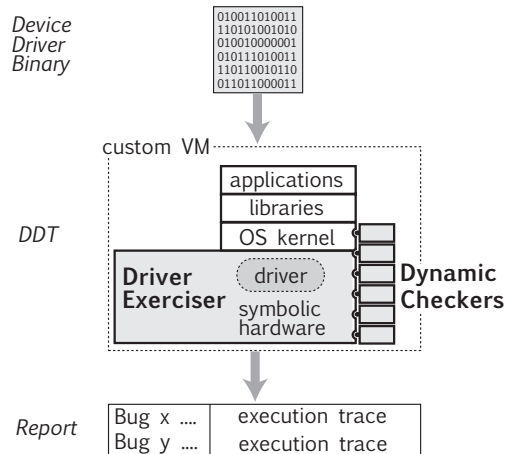 Device
Driver
Binary
010011010011
110101001010
010010000001
010111010011
110110010110
011011000011
custom VM
applications
libraries
OS kernel
DDT
Driver
Exerciser
driver
symbolic
hardware
Dynamic
Checkers
Report
Bug x .... execution trace
Bug y .... execution trace